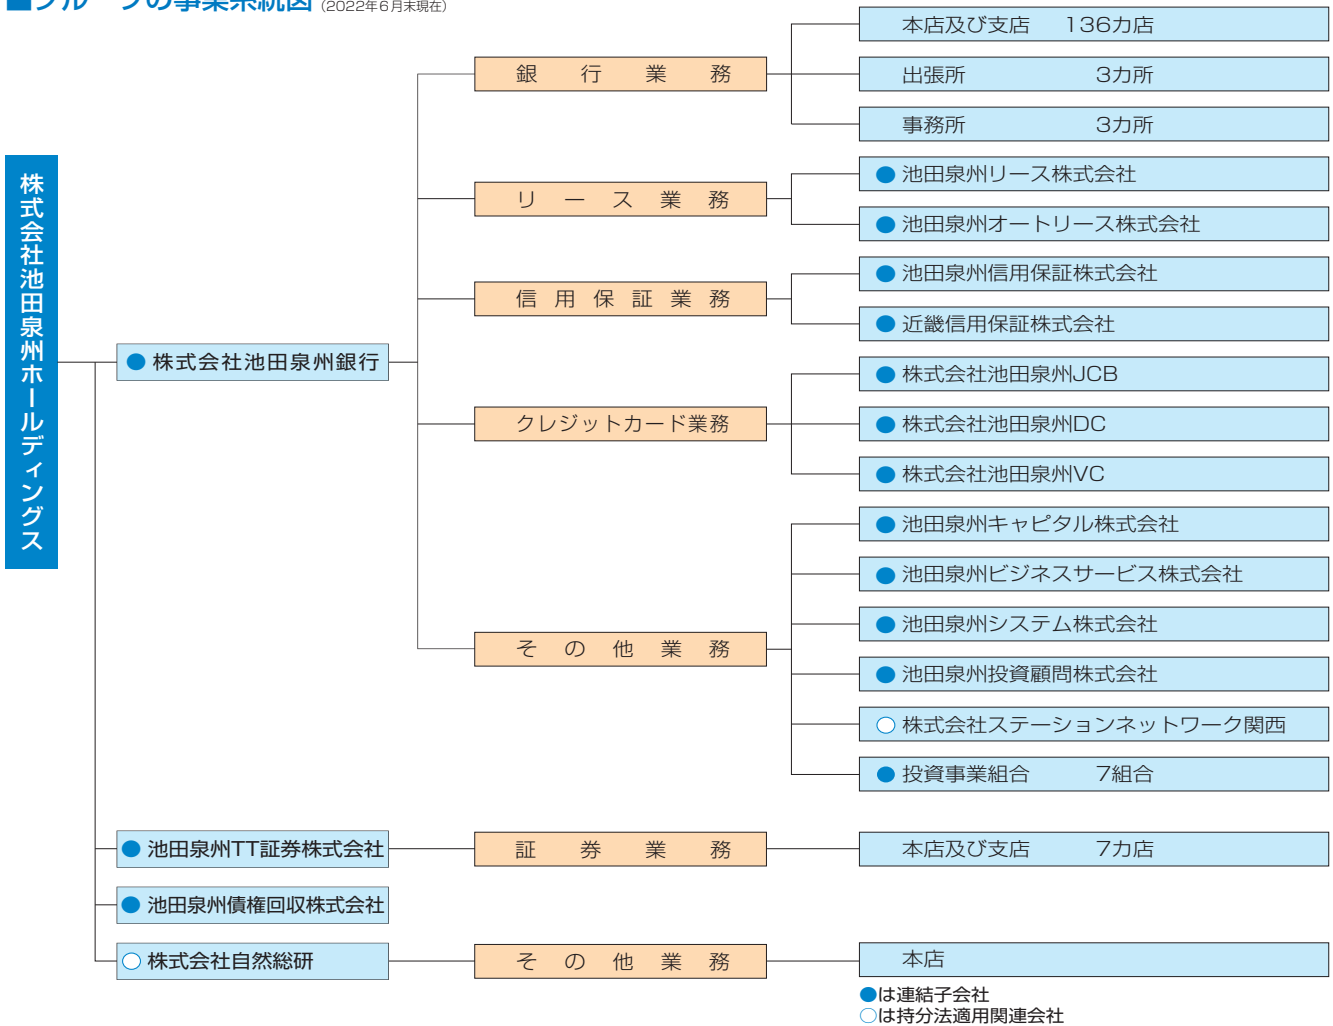 ■グループの事業系統図 (2022年6月末現在)
株式会社池田泉州ホールディングス
●株式会社池田泉州銀行
銀行業務
本店及び支店 136カ店
出張所 3カ所
事務所 3カ所
リース業務
●池田泉州リース株式会社
●池田泉州オートリース株式会社
信用保証業務
●池田泉州信用保証株式会社
●近畿信用保証株式会社
クレジットカード業務
●株式会社池田泉州JCB
●株式会社池田泉州DC
●株式会社池田泉州VC
その他業務
●池田泉州キャピタル株式会社
●池田泉州ビジネスサービス株式会社
●池田泉州システム株式会社
●池田泉州投資顧問株式会社
○株式会社ステーションネットワーク関西
●投資事業組合 7組合
●池田泉州TT証券株式会社
証券業務
本店及び支店 7カ店
●池田泉州債権回収株式会社
○株式会社自然総研
その他業務
本店
●は連結子会社
○は持分法適用関連会社